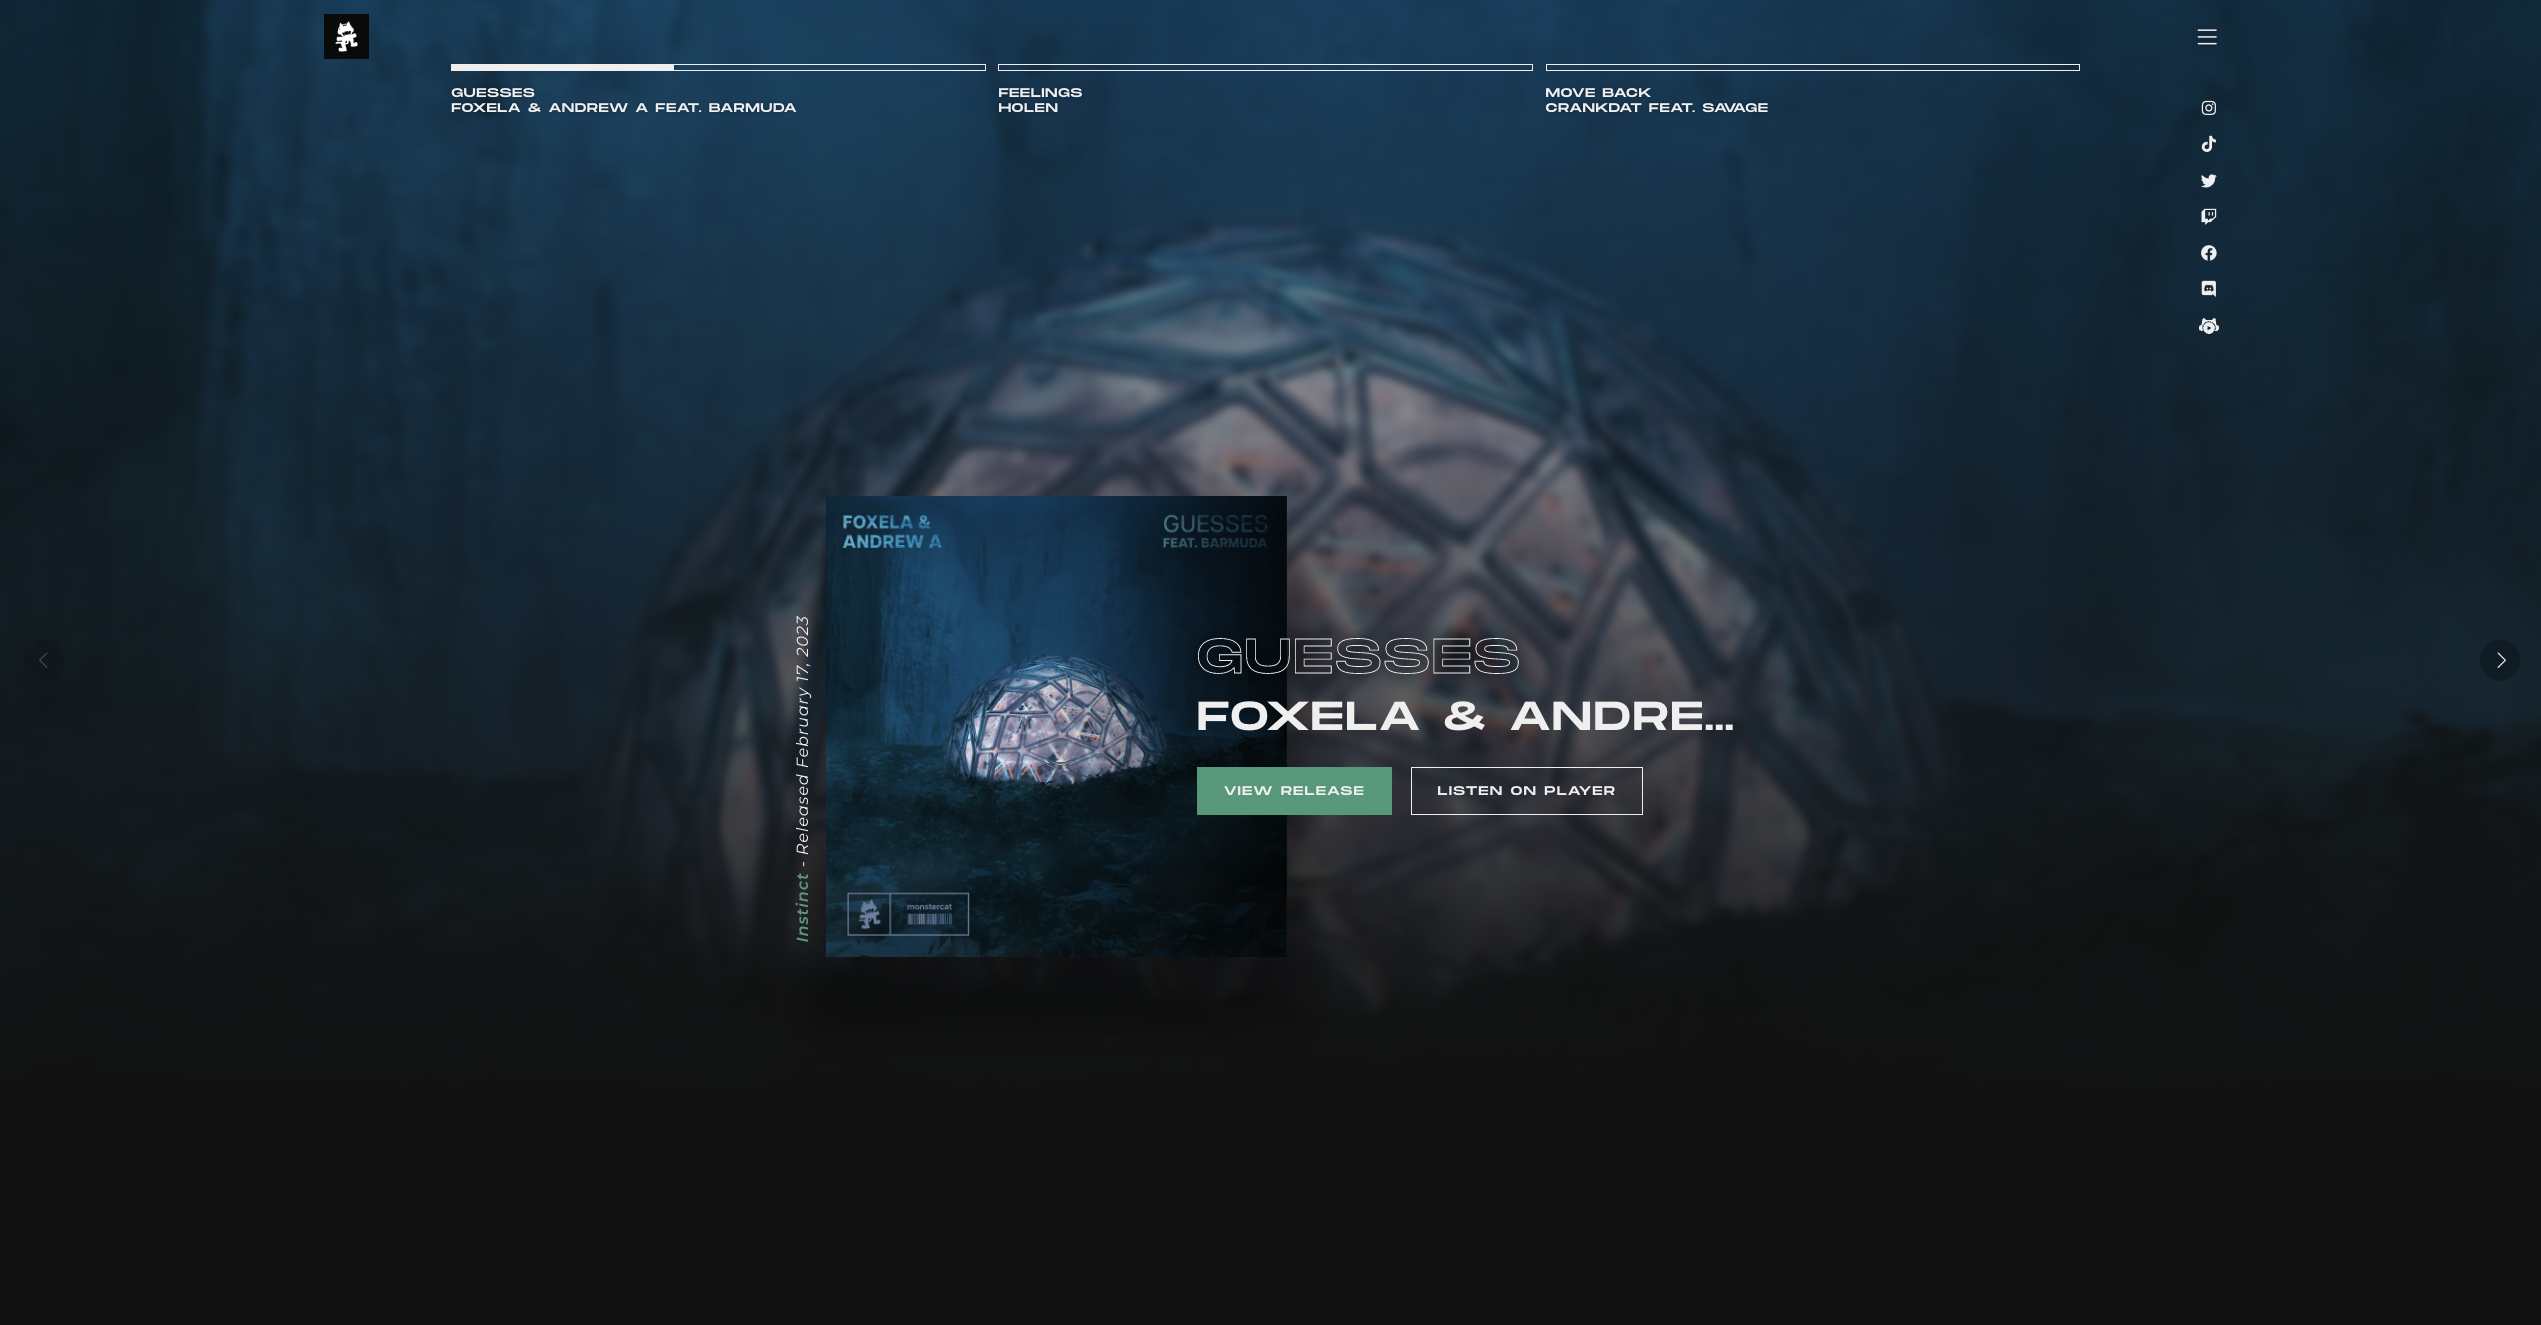 GUESSES
FOXELA & ANDREW A FEAT. BARMUDA
FEELINGS
HOLEN
MOVE BACK
CRANKDAT FEAT. SAVAGE
FOXELA &
ANDREW A
GUESSES
FEAT. BARMUDA
Instinct - Released February 17, 2023
GUESSES
FOXELA & ANDRE...
VIEW RELEASE
LISTEN ON PLAYER
monstercat